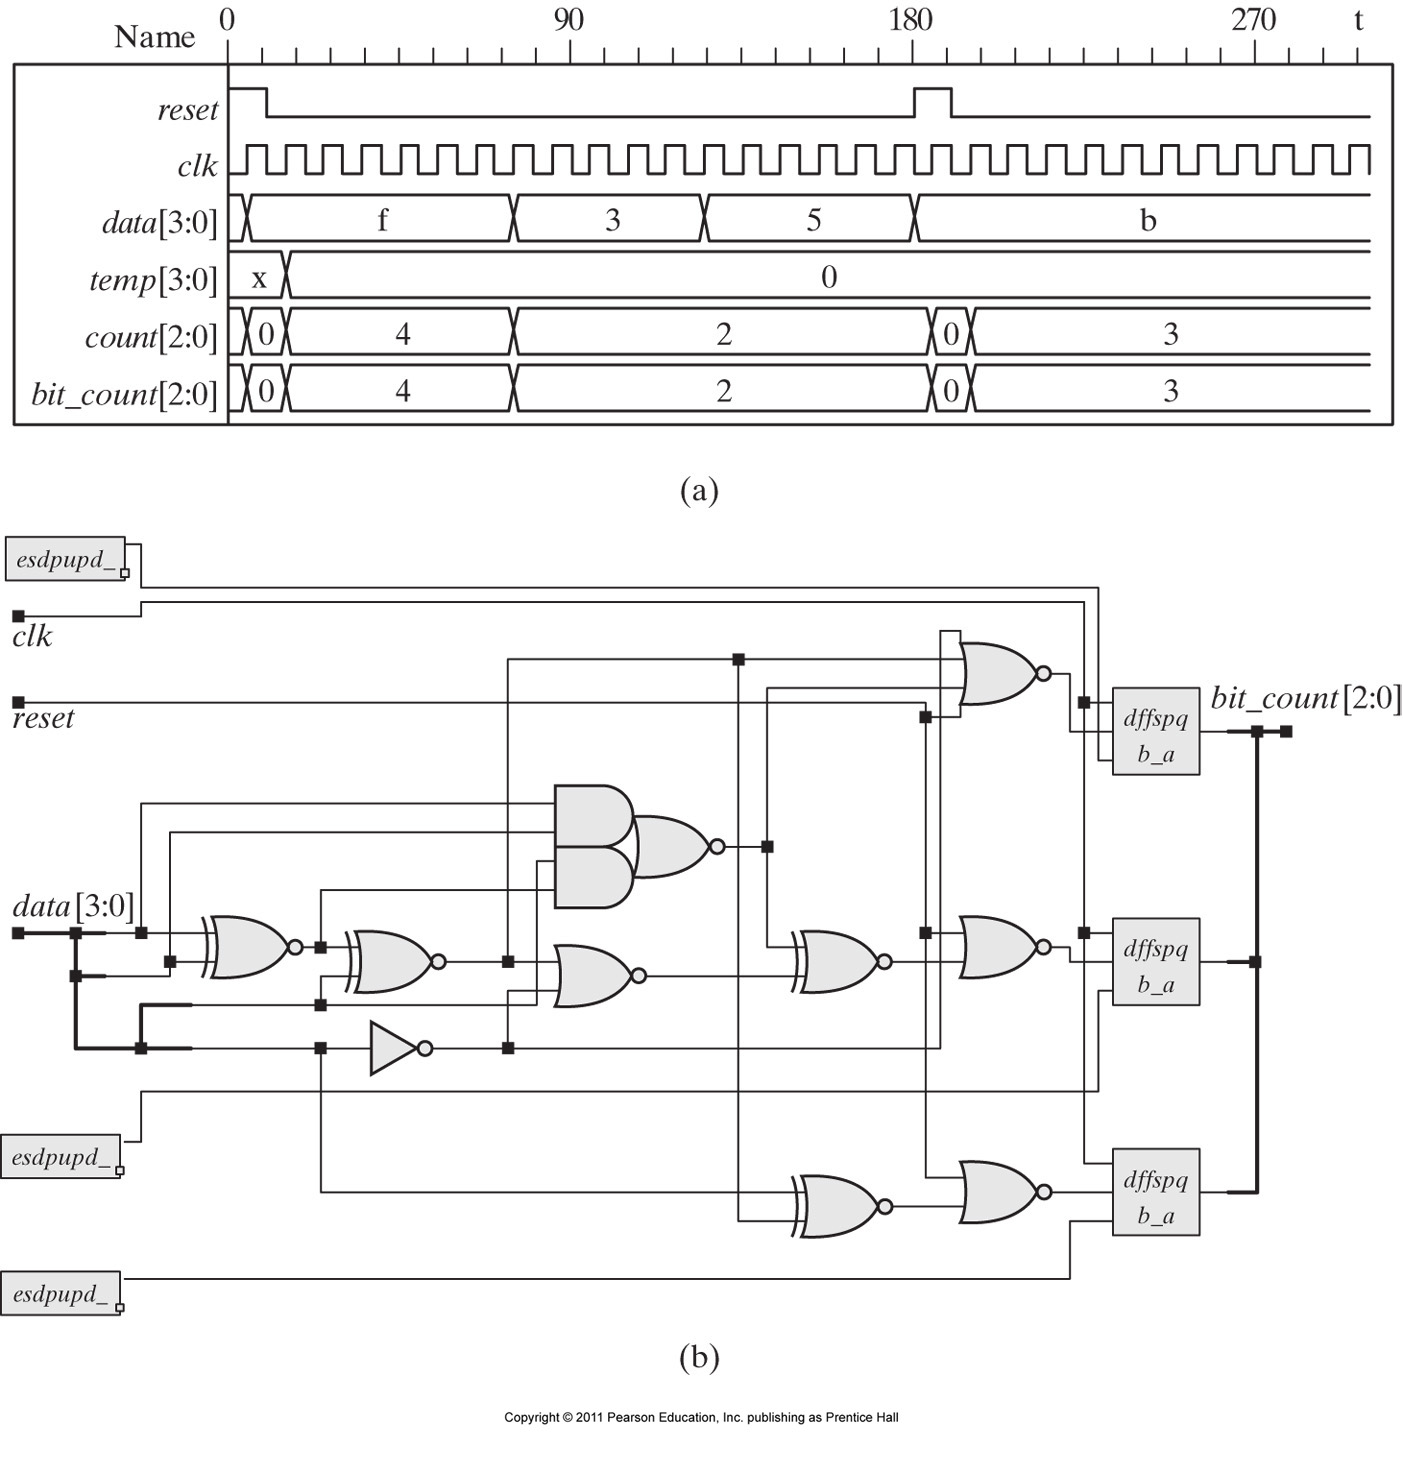 0 90 180 270 t
Name
reset
clk
data[3:0] f 3 5 b
temp[3:0] x 0
count[2:0] 0 4 2 0 3
bit_count[2:0] 0 4 2 0 3
(a)
esdpupd_
clk
reset
bit_count[2:0]
dffspq
b_a
data[3:0]
dffspq
b_a
esdpupd_
dffspq
b_a
esdpupd_
(b)
Copyright © 2011 Pearson Education, Inc. publishing as Prentice Hall